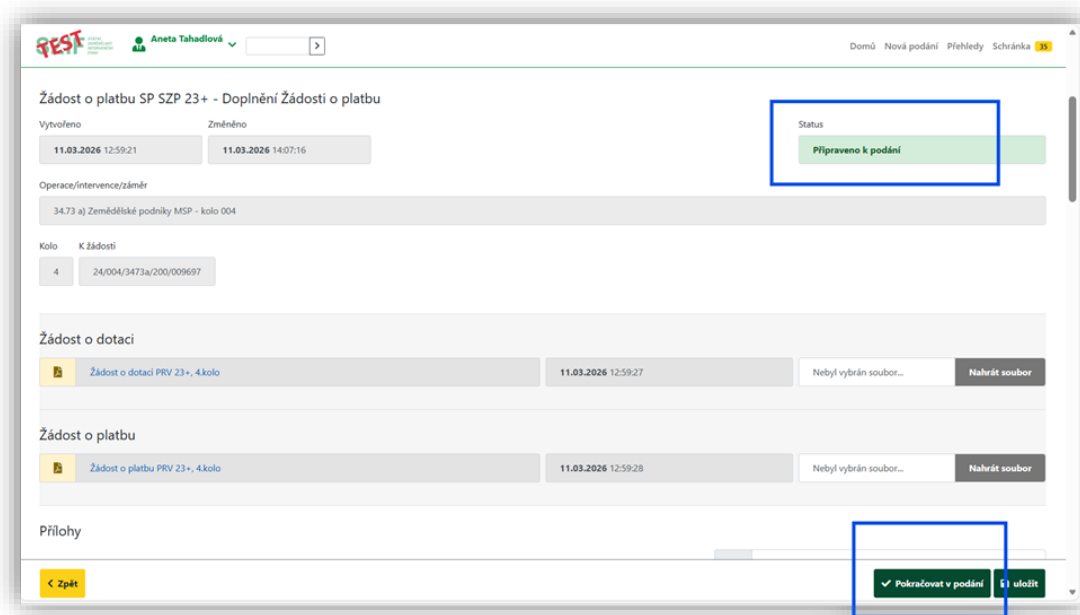 TEST
Aneta Tahadlová
Domů Nová podání Přehledy Schránka 35
Žádost o platbu SP SZP 23+ - Doplnění Žádosti o platbu
Vytvořeno Změněno Status
11.03.2026 12:59:21 11.03.2026 14:07:16 Připraveno k podání
Operace/intervence/záměr
34.73 a) Zemědělské podniky MSP - kolo 004
Kolo K žádosti
4 24/004/3473a/200/009697
Žádost o dotaci
Žádost o dotaci PRV 23+, 4.kolo 11.03.2026 12:59:27 Nebyl vybrán soubor... Nahrát soubor
Žádost o platbu
Žádost o platbu PRV 23+, 4.kolo 11.03.2026 12:59:28 Nebyl vybrán soubor... Nahrát soubor
Přílohy
Zpět Pokračovat v podání uložit